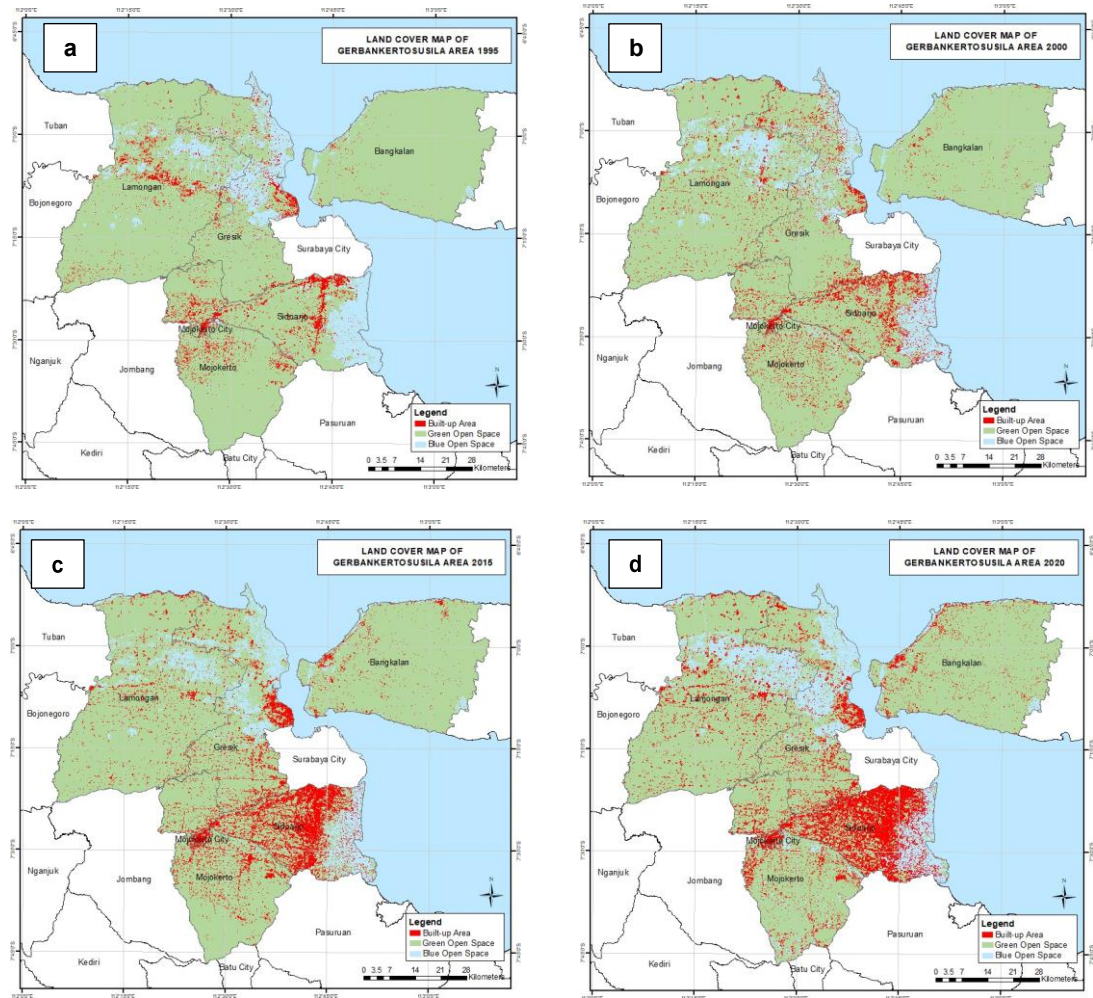 a
LAND COVER MAP OF
GERBANKERTOSUSILA AREA 1995
Tuban
Bangkalan
Lamongan
Bojonegoro
Gresik
Surabaya City
Sidoarjo
Mojokerto City
Nganjuk
Jombang
Mojokerto
N
Pasuruan
Legend
Built-up Area
Green Open Space
Blue Open Space
Kediri
Batu City
0 3.5 7 14 21 28
Kilometers
b
LAND COVER MAP OF
GERBANKERTOSUSILA AREA 2000
Tuban
Bangkalan
Lamongan
Bojonegoro
Gresik
Surabaya City
Sidoarjo
Mojokerto City
Nganjuk
Jombang
Mojokerto
N
Pasuruan
Legend
Built-up Area
Green Open Space
Blue Open Space
Kediri
Batu City
0 3.5 7 14 21 28
Kilometers
c
LAND COVER MAP OF
GERBANKERTOSUSILA AREA 2015
Tuban
Bangkalan
Lamongan
Bojonegoro
Gresik
Surabaya City
Sidoarjo
Mojokerto City
Nganjuk
Jombang
Mojokerto
N
Pasuruan
Legend
Built-up Area
Green Open Space
Blue Open Space
Kediri
Batu City
0 3.5 7 14 21 28
Kilometers
d
LAND COVER MAP OF
GERBANKERTOSUSILA AREA 2020
Tuban
Bangkalan
Lamongan
Bojonegoro
Gresik
Surabaya City
Mojokerto City
Nganjuk
Jombang
Mojokerto
N
Pasuruan
Legend
Built-up Area
Green Open Space
Blue Open Space
Kediri
Batu City
0 3.5 7 14 21 28
Kilometers